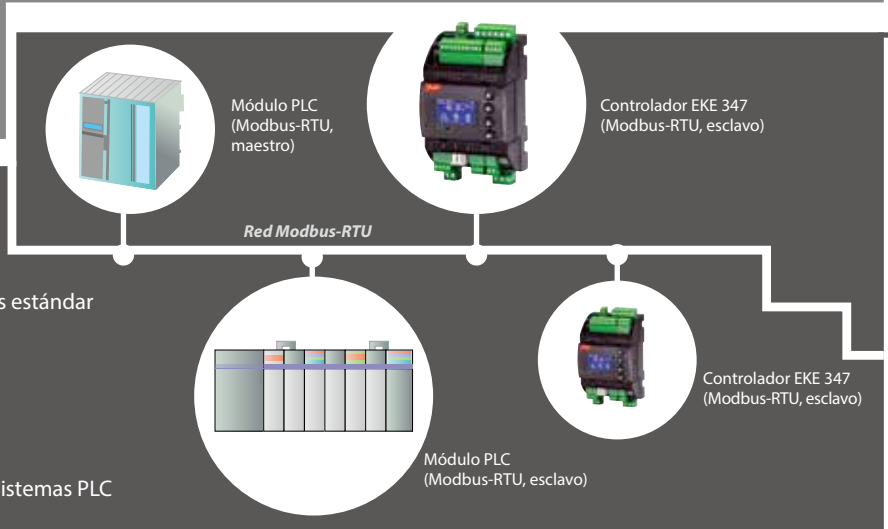 Módulo PLC
(Modbus-RTU,
maestro)
Controlador EKE 347
(Modbus-RTU, esclavo)
Red Modbus-RTU
s estándar
Controlador EKE 347
(Modbus-RTU, esclavo)
Módulo PLC
(Modbus-RTU, esclavo)
istemas PLC